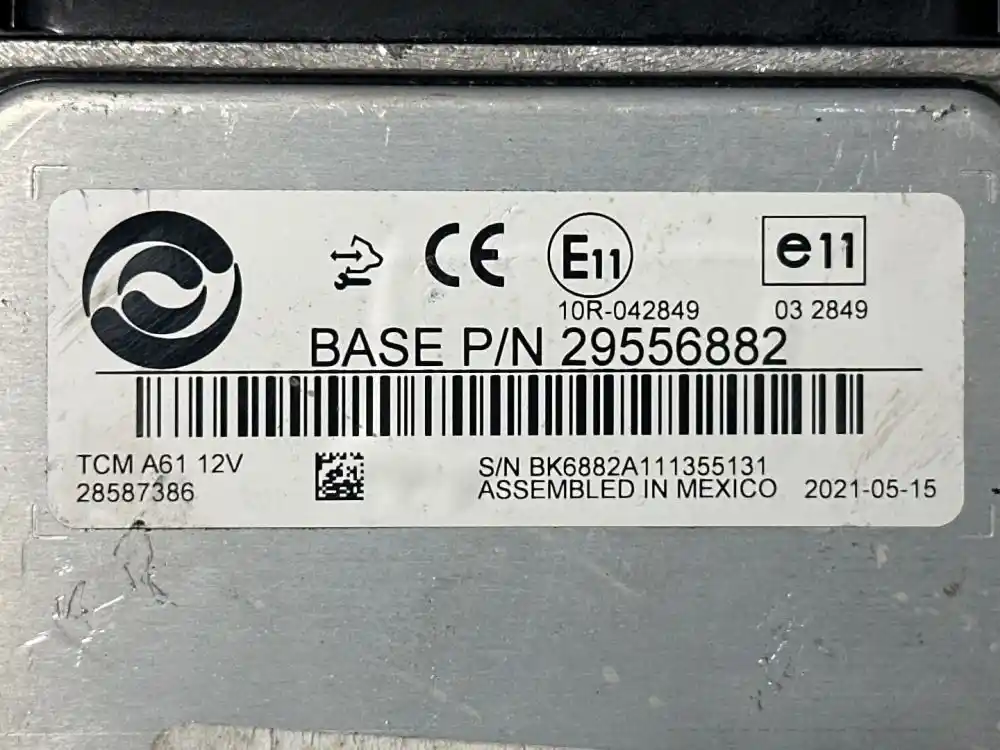 CE E11 e11
10R-042849 03 2849
BASE P/N 29556882
TCM A61 12V
28587386
S/N BK6882A111355131
ASSEMBLED IN MEXICO 2021-05-15